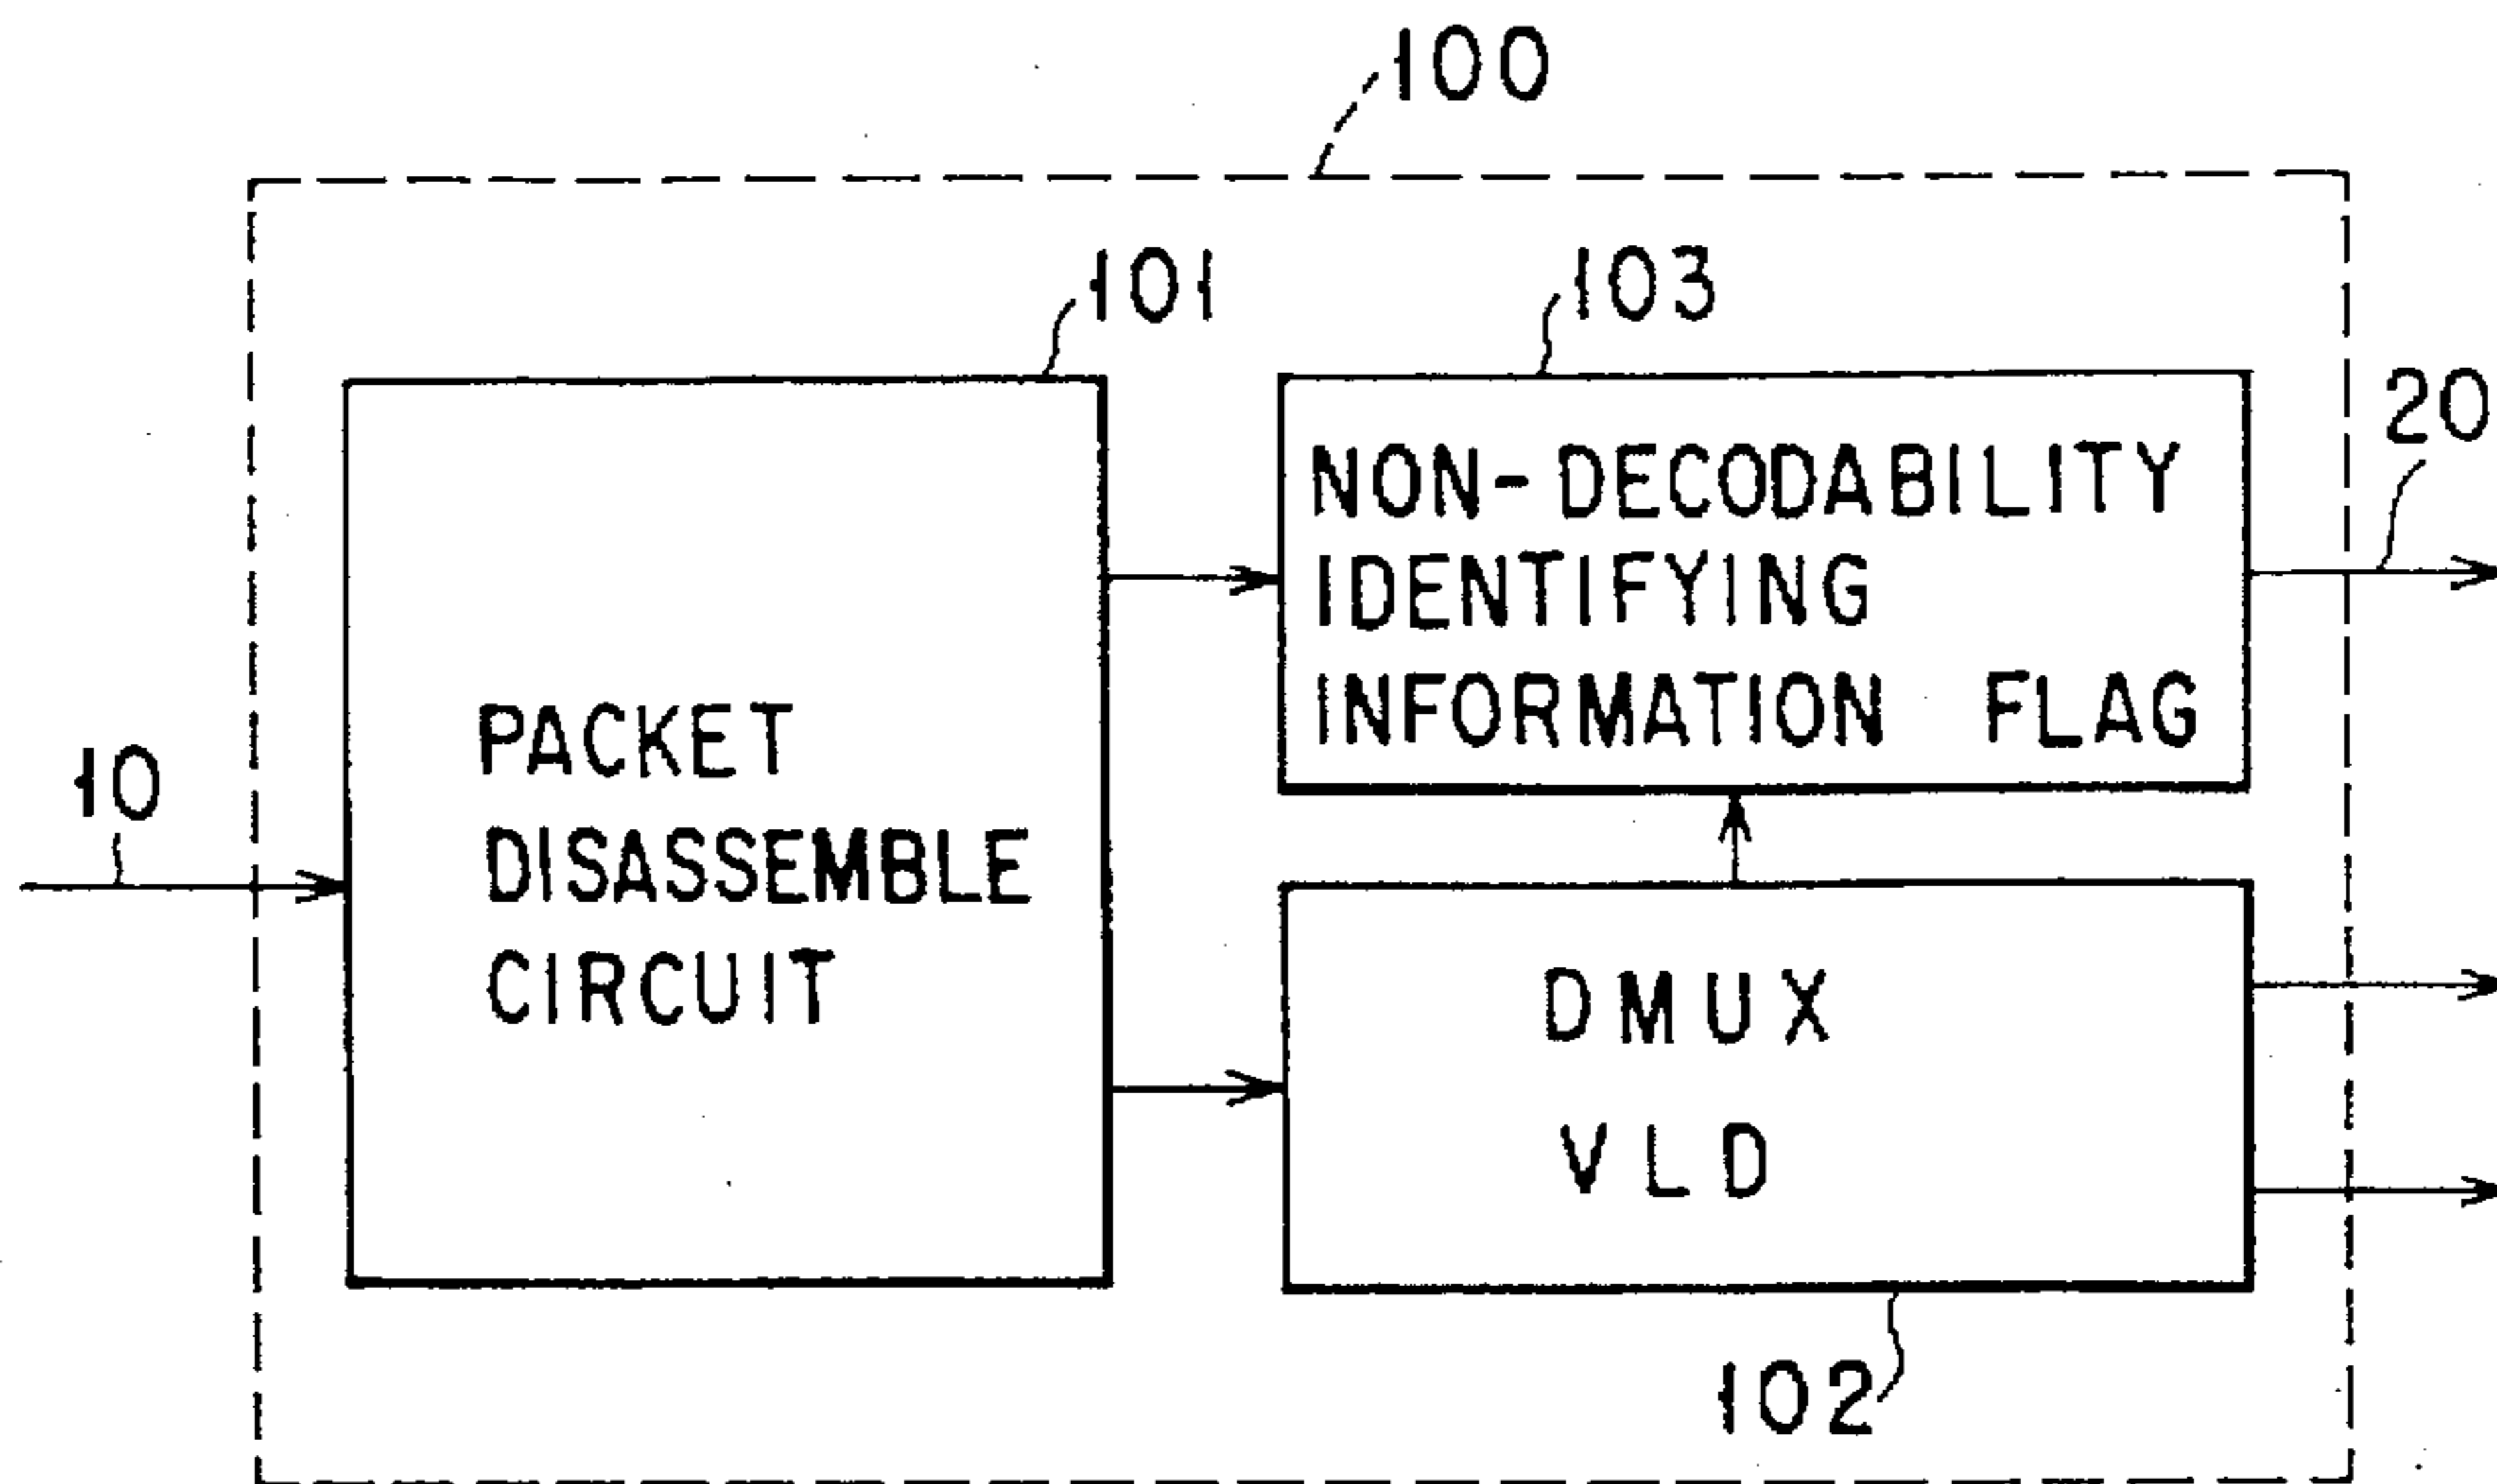 100
101
103
20
NON-DECODABILITY
IDENTIFYING
INFORMATION FLAG
10
PACKET
DISASSEMBLE
CIRCUIT
DMUX
VLD
102